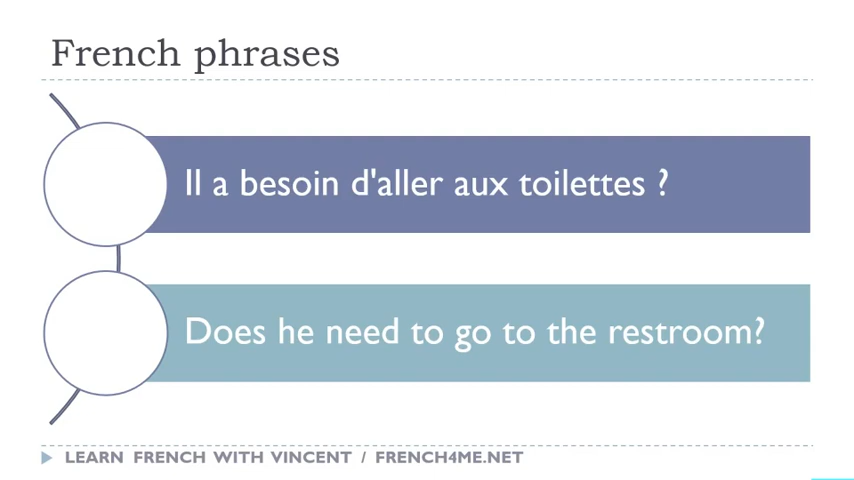 French phrases
Il a besoin d'aller aux toilettes ?
Does he need to go to the restroom?
LEARN FRENCH WITH VINCENT / FRENCH4ME.NET